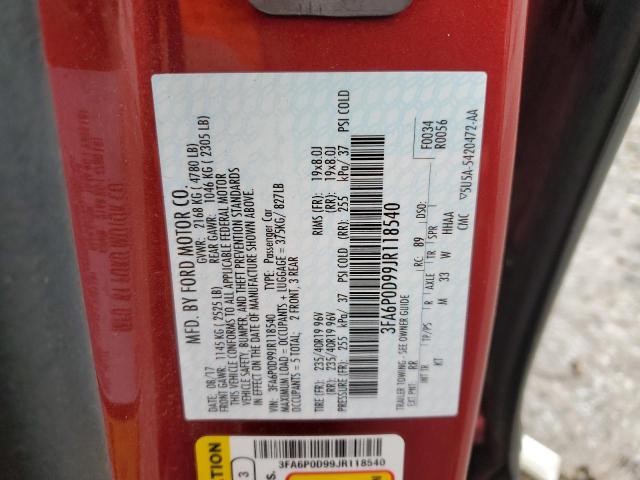 MFD. BY FORD MOTOR CO.
DATE: 08/17 GVWR: 2168 KG ( 4780 LB)
FRONT GAWR: 1145 KG ( 2525 LB) REAR GAWR: 1046 KG ( 2305 LB)
THIS VEHICLE CONFORMS TO ALL APPLICABLE FEDERAL MOTOR
VEHICLE SAFETY, BUMPER, AND THEFT PREVENTION STANDARDS
IN EFFECT ON THE DATE OF MANUFACTURE SHOWN ABOVE.
VIN: 3FA6P0D99JR118540 TYPE: Passenger Car
MAXIMUM LOAD = OCCUPANTS + LUGGAGE = 375KG/ 827LB
OCCUPANTS = 5 TOTAL: 2 FRONT, 3 REAR
TIRE (FR): 235/40R19 96V RIMS (FR): 19x8.0J
(RR): 235/40R19 96V (RR): 19x8.0J
PRESSURE (FR): 255 kPa/ 37 PSI COLD (RR): 255 kPa/ 37 PSI COLD
3FA6P0D99JR118540
TRAILER TOWING - SEE OWNER GUIDE F0034
EXT PNT: RR RC: 89 DSO: R0056
INT TR TP/PS R AXLE TR SPR
KT M 33 W HHAA
CMC ▽5U5A-5420472-AA
3FA6P0D99JR118540
3